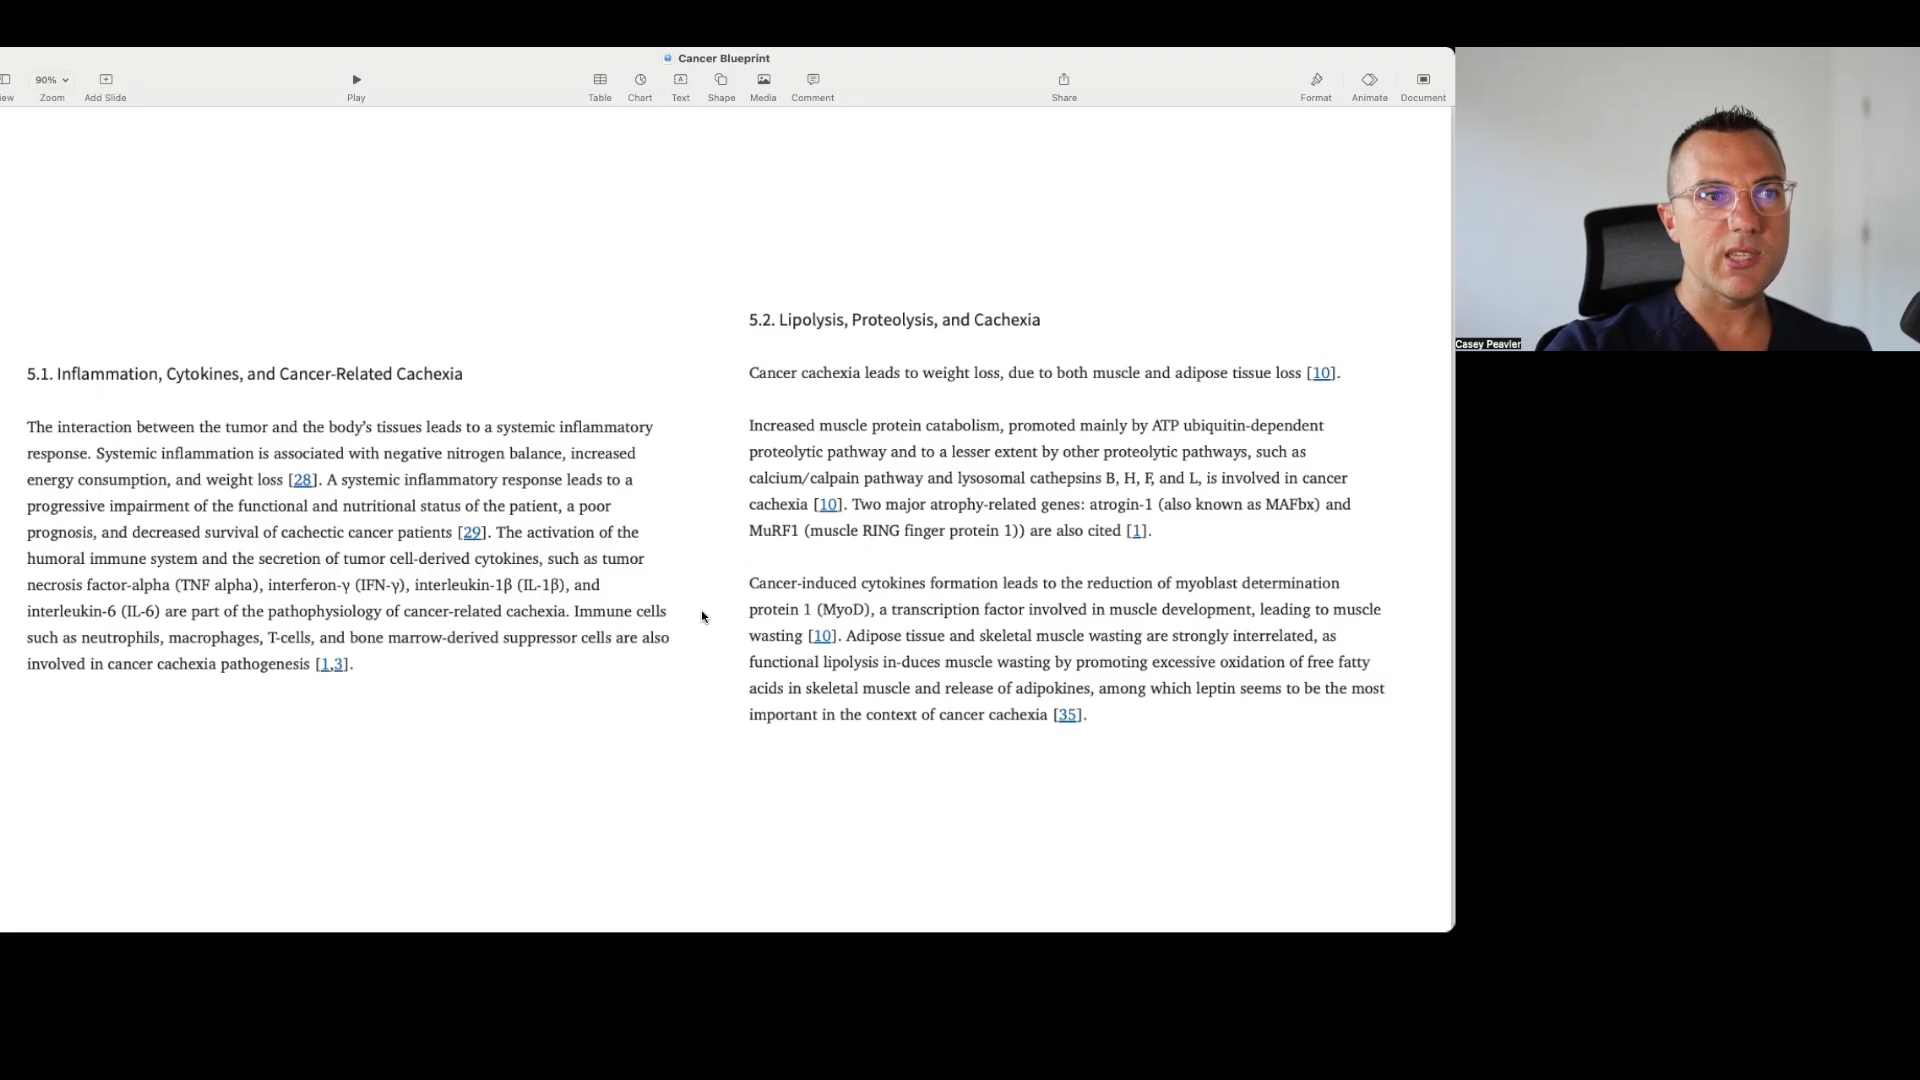 Cancer Blueprint
90%
iew
Zoom
Add Slide
Play
Table
Chart
Text
Shape
Media
Comment
Share
Format
Animate
Document
5.1. Inflammation, Cytokines, and Cancer-Related Cachexia
The interaction between the tumor and the body’s tissues leads to a systemic inflammatory
response. Systemic inflammation is associated with negative nitrogen balance, increased
energy consumption, and weight loss [28]. A systemic inflammatory response leads to a
progressive impairment of the functional and nutritional status of the patient, a poor
prognosis, and decreased survival of cachectic cancer patients [29]. The activation of the
humoral immune system and the secretion of tumor cell-derived cytokines, such as tumor
necrosis factor-alpha (TNF alpha), interferon-γ (IFN-γ), interleukin-1β (IL-1β), and
interleukin-6 (IL-6) are part of the pathophysiology of cancer-related cachexia. Immune cells
such as neutrophils, macrophages, T-cells, and bone marrow-derived suppressor cells are also
involved in cancer cachexia pathogenesis [1,3].
5.2. Lipolysis, Proteolysis, and Cachexia
Cancer cachexia leads to weight loss, due to both muscle and adipose tissue loss [10].
Increased muscle protein catabolism, promoted mainly by ATP ubiquitin-dependent
proteolytic pathway and to a lesser extent by other proteolytic pathways, such as
calcium/calpain pathway and lysosomal cathepsins B, H, F, and L, is involved in cancer
cachexia [10]. Two major atrophy-related genes: atrogin-1 (also known as MAFbx) and
MuRF1 (muscle RING finger protein 1)) are also cited [1].
Cancer-induced cytokines formation leads to the reduction of myoblast determination
protein 1 (MyoD), a transcription factor involved in muscle development, leading to muscle
wasting [10]. Adipose tissue and skeletal muscle wasting are strongly interrelated, as
functional lipolysis in-duces muscle wasting by promoting excessive oxidation of free fatty
acids in skeletal muscle and release of adipokines, among which leptin seems to be the most
important in the context of cancer cachexia [35].
Casey Peavler